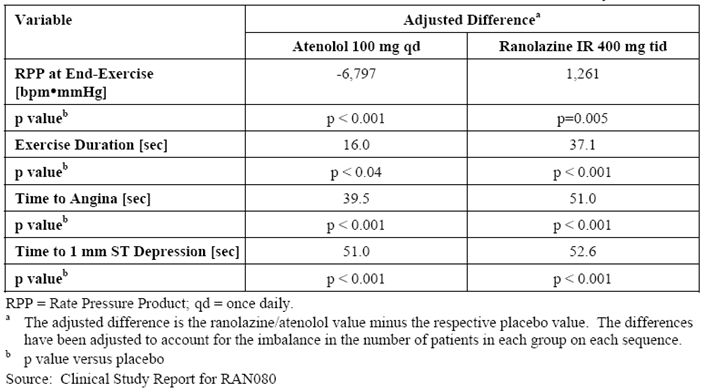 Variable Adjusted Differenceᵃ
Atenolol 100 mg qd Ranolazine IR 400 mg tid
RPP at End-Exercise [bpm•mmHg] -6,797 1,261
p valueᵇ p < 0.001 p=0.005
Exercise Duration [sec] 16.0 37.1
p valueᵇ p < 0.04 p < 0.001
Time to Angina [sec] 39.5 51.0
p valueᵇ p < 0.001 p < 0.001
Time to 1 mm ST Depression [sec] 51.0 52.6
p valueᵇ p < 0.001 p < 0.001
RPP = Rate Pressure Product; qd = once daily.
ᵃ The adjusted difference is the ranolazine/atenolol value minus the respective placebo value. The differences
have been adjusted to account for the imbalance in the number of patients in each group on each sequence.
ᵇ p value versus placebo
Source: Clinical Study Report for RAN080